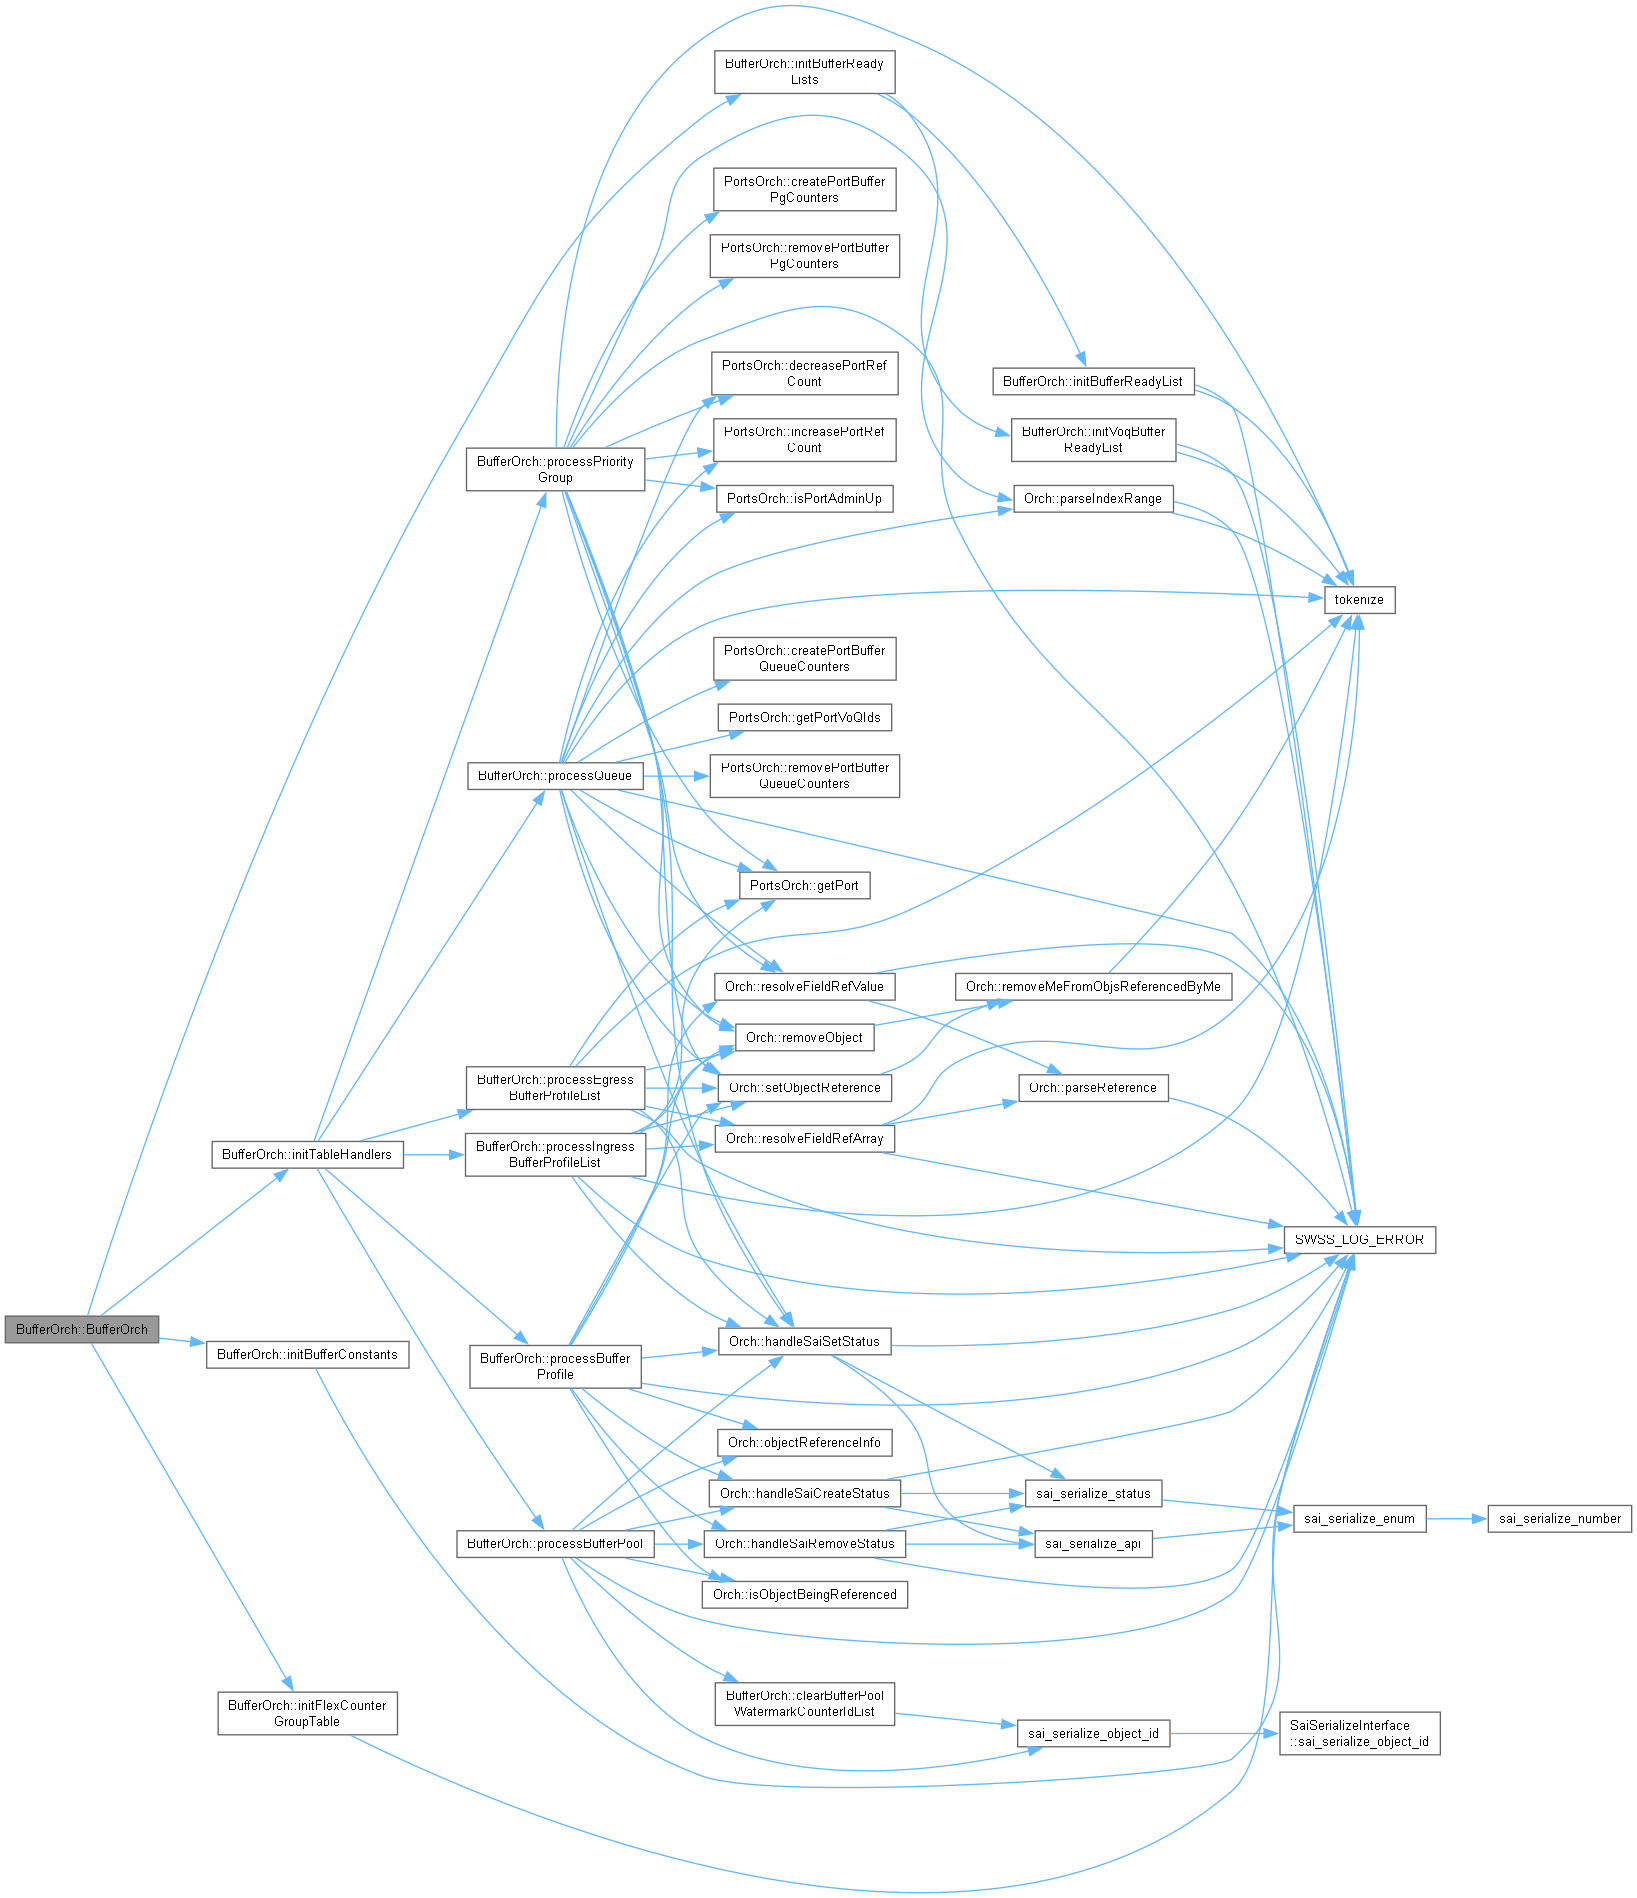 BufferOrch::initBufferReady
Lists
PortsOrch::createPortBuffer
PgCounters
PortsOrch::removePortBuffer
PgCounters
PortsOrch::decreasePortRef
Count
BufferOrch::initBufferReadyList
PortsOrch::increasePortRef
Count
BufferOrch::initVoqBuffer
ReadyList
BufferOrch::processPriority
Group
PortsOrch::isPortAdminUp
Orch::parseIndexRange
tokenize
PortsOrch::createPortBuffer
QueueCounters
PortsOrch::getPortVoQIds
BufferOrch::processQueue
PortsOrch::removePortBuffer
QueueCounters
PortsOrch::getPort
Orch::resolveFieldRefValue
Orch::removeMeFromObjsReferencedByMe
Orch::removeObject
BufferOrch::processEgress
BufferProfileList
Orch::setObjectReference
Orch::parseReference
Orch::resolveFieldRefArray
BufferOrch::initTableHandlers
BufferOrch::processIngress
BufferProfileList
SWSS_LOG_ERROR
BufferOrch::BufferOrch
BufferOrch::initBufferConstants
Orch::handleSaiSetStatus
BufferOrch::processBuffer
Profile
Orch::objectReferenceInfo
Orch::handleSaiCreateStatus
sai_serialize_status
sai_serialize_enum
sai_serialize_number
BufferOrch::processBufferPool
Orch::handleSaiRemoveStatus
sai_serialize_api
Orch::isObjectBeingReferenced
BufferOrch::initFlexCounter
GroupTable
BufferOrch::clearBufferPool
WatermarkCounterIdList
sai_serialize_object_id
SaiSerializeInterface
::sai_serialize_object_id